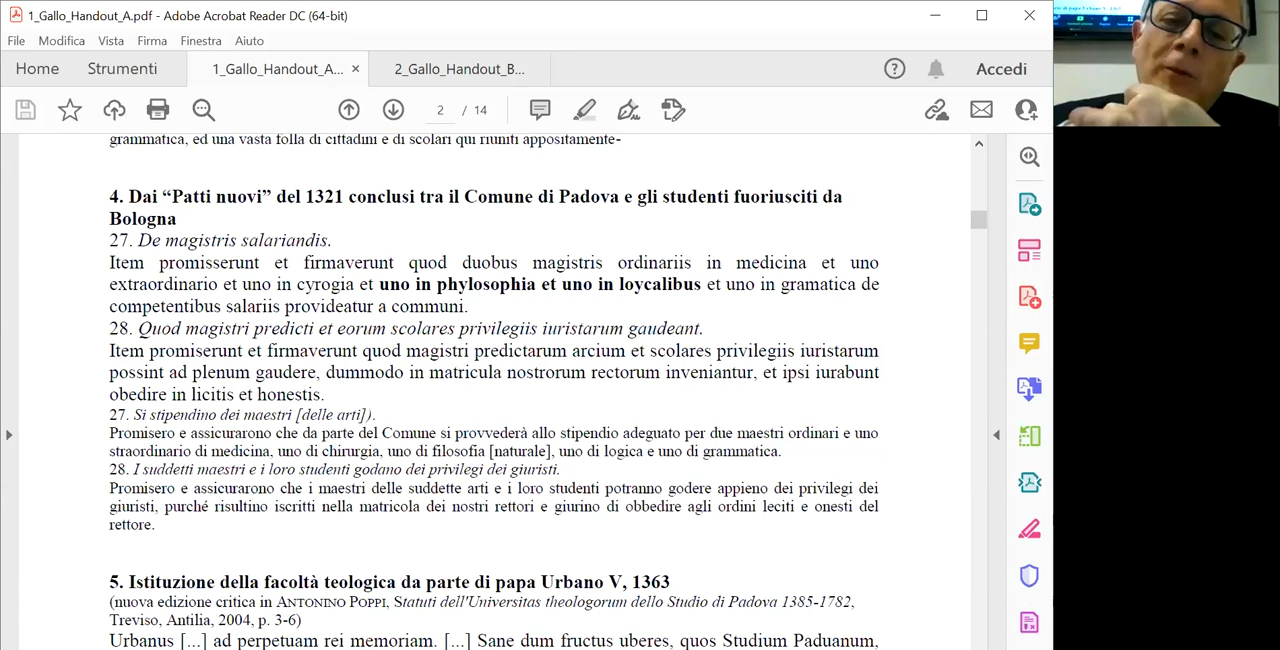 1_Gallo_Handout_A.pdf - Adobe Acrobat Reader DC (64-bit)
File Modifica Vista Firma Finestra Aiuto
Home Strumenti 1_Gallo_Handout_A... × 2_Gallo_Handout_B... Accedi
2 / 14
grammatica, ed una vasta folla di cittadini e di scolari qui riuniti appositamente-
4. Dai “Patti nuovi” del 1321 conclusi tra il Comune di Padova e gli studenti fuoriusciti da
Bologna
27. De magistris salariandis.
Item promisserunt et firmaverunt quod duobus magistris ordinariis in medicina et uno
extraordinario et uno in cyrogia et uno in phylosophia et uno in loycalibus et uno in gramatica de
competentibus salariis provideatur a communi.
28. Quod magistri predicti et eorum scolares privilegiis iuristarum gaudeant.
Item promiserunt et firmaverunt quod magistri predictarum arcium et scolares privilegiis iuristarum
possint ad plenum gaudere, dummodo in matricula nostrorum rectorum inveniantur, et ipsi iurabunt
obedire in licitis et honestis.
27. Si stipendino dei maestri [delle arti]).
Promisero e assicurarono che da parte del Comune si provvederà allo stipendio adeguato per due maestri ordinari e uno
straordinario di medicina, uno di chirurgia, uno di filosofia [naturale], uno di logica e uno di grammatica.
28. I suddetti maestri e i loro studenti godano dei privilegi dei giuristi.
Promisero e assicurarono che i maestri delle suddette arti e i loro studenti potranno godere appieno dei privilegi dei
giuristi, purché risultino iscritti nella matricola dei nostri rettori e giurino di obbedire agli ordini leciti e onesti del
rettore.
5. Istituzione della facoltà teologica da parte di papa Urbano V, 1363
(nuova edizione critica in ANTONINO POPPI, Statuti dell'Universitas theologorum dello Studio di Padova 1385-1782,
Treviso, Antilia, 2004, p. 3-6)
Urbanus [...] ad perpetuam rei memoriam. [...] Sane dum fructus uberes, quos Studium Paduanum,